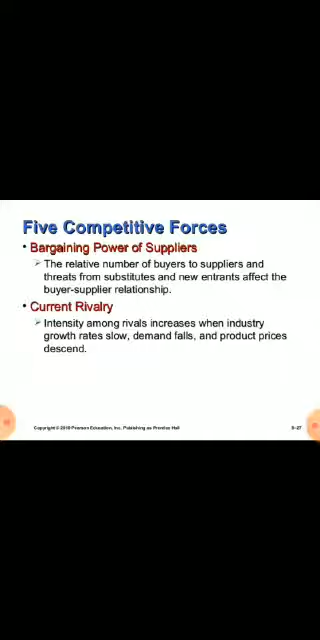 Five Competitive Forces
• Bargaining Power of Suppliers
➢ The relative number of buyers to suppliers and
threats from substitutes and new entrants affect the
buyer-supplier relationship.
• Current Rivalry
➢ Intensity among rivals increases when industry
growth rates slow, demand falls, and product prices
descend.
Copyright © 2010 Pearson Education, Inc. Publishing as Prentice Hall